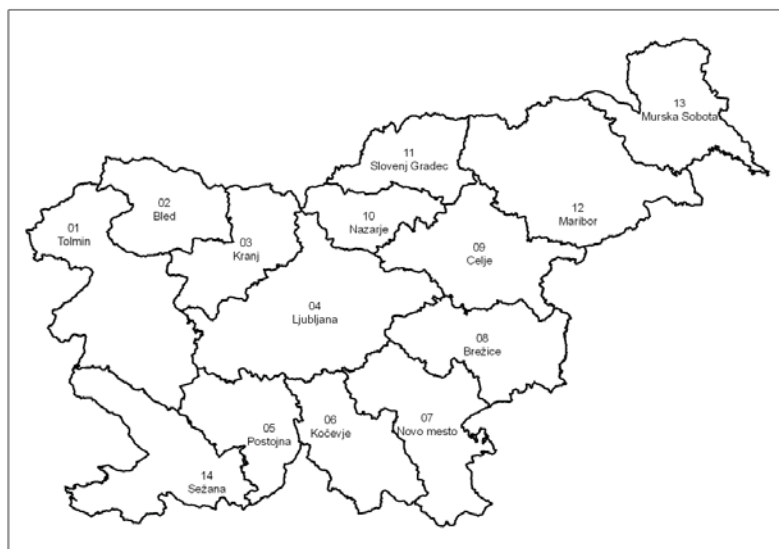 13
Murska Sobota
11
Slovenj Gradec
02
Bled
10
Nazarje
12
Maribor
01
Tolmin
03
Kranj
09
Celje
04
Ljubljana
08
Brežice
05
Postojna
06
Kočevje
07
Novo mesto
14
Sežana